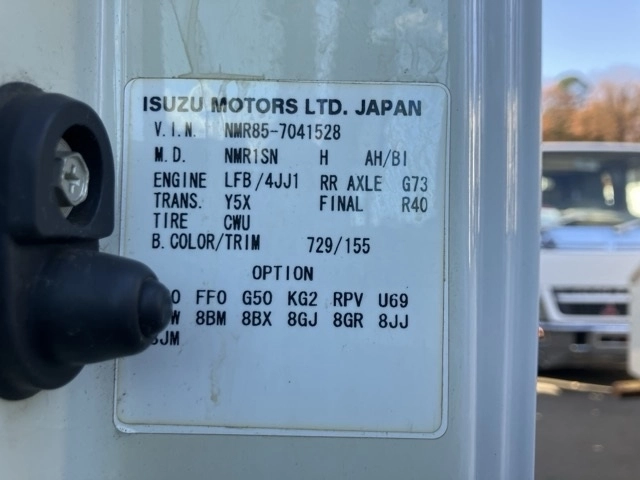 ISUZU MOTORS LTD. JAPAN
V.I.N. NMR85-7041528
M.D. NMR1SN H AH/BI
ENGINE LFB/4JJ1 RR AXLE G73
TRANS. Y5X FINAL R40
TIRE CWU
B.COLOR/TRIM 729/155
OPTION
FFO G50 KG2 RPV U69
8BM 8BX 8GJ 8GR 8JJ